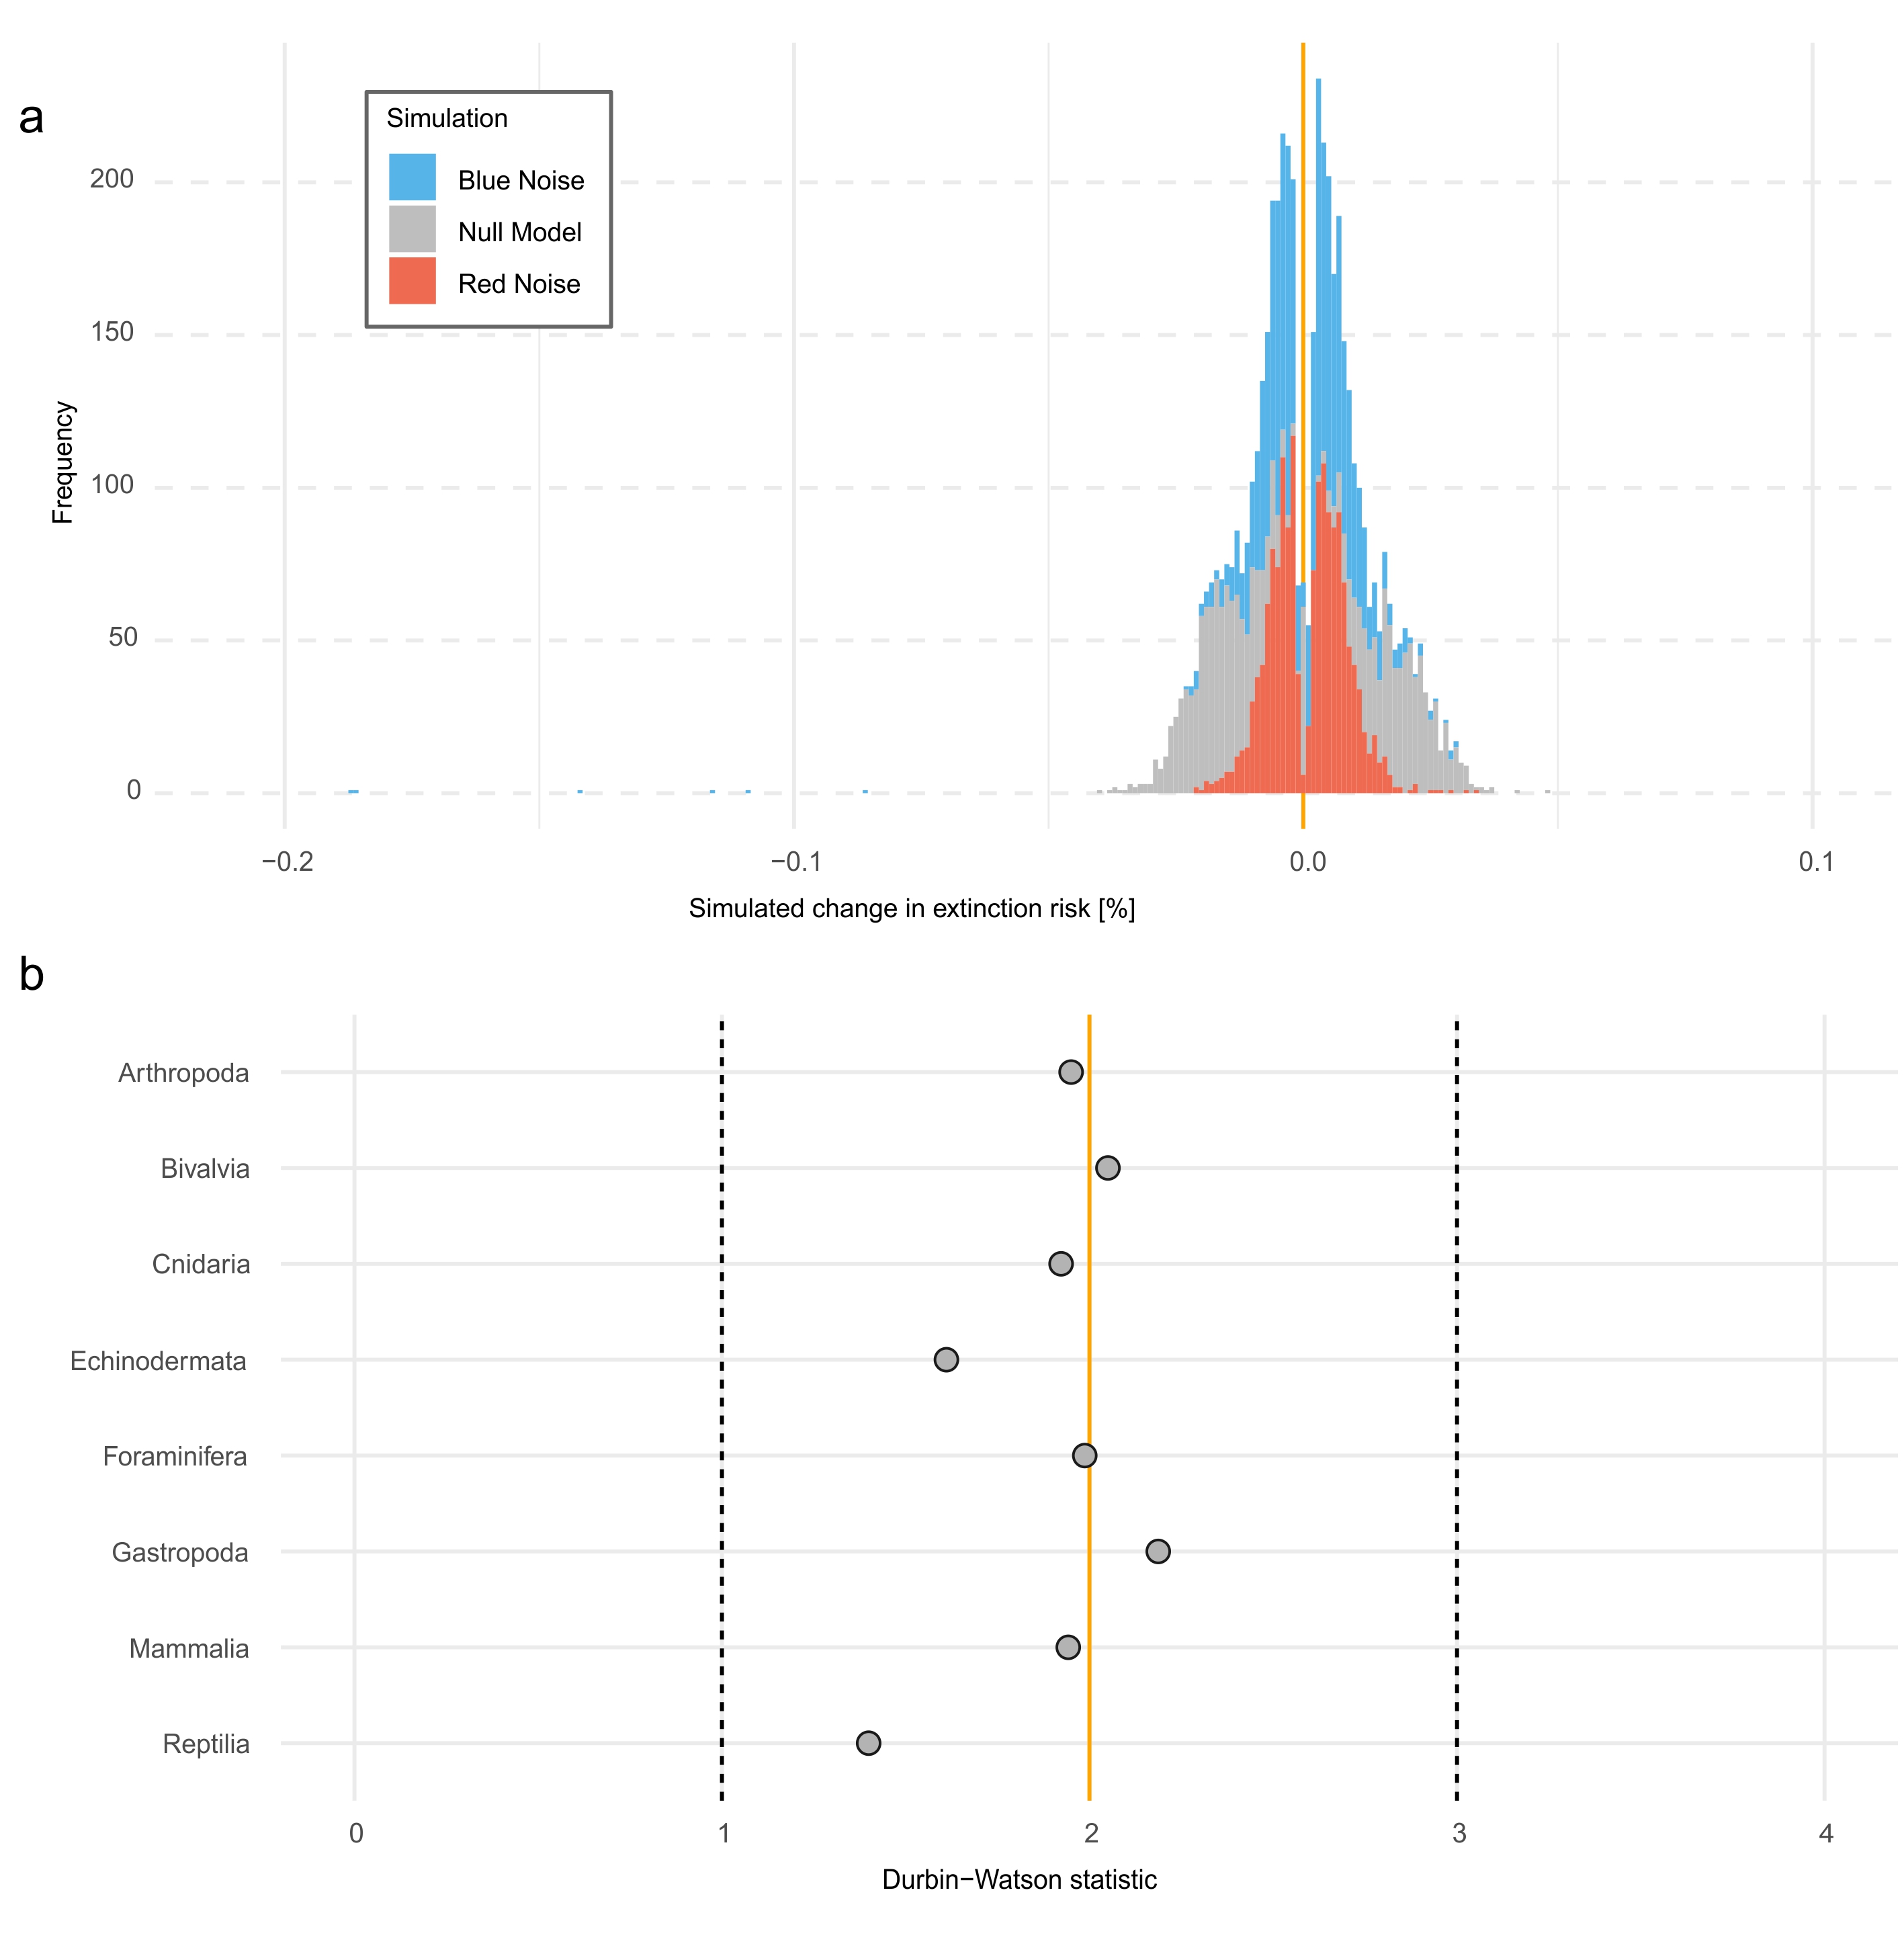 a
Simulation
Blue Noise
Null Model
Red Noise
Frequency
200
150
100
50
0
−0.2
−0.1
0.0
0.1
Simulated change in extinction risk [%]
b
Arthropoda
Bivalvia
Cnidaria
Echinodermata
Foraminifera
Gastropoda
Mammalia
Reptilia
0
1
2
3
4
Durbin−Watson statistic